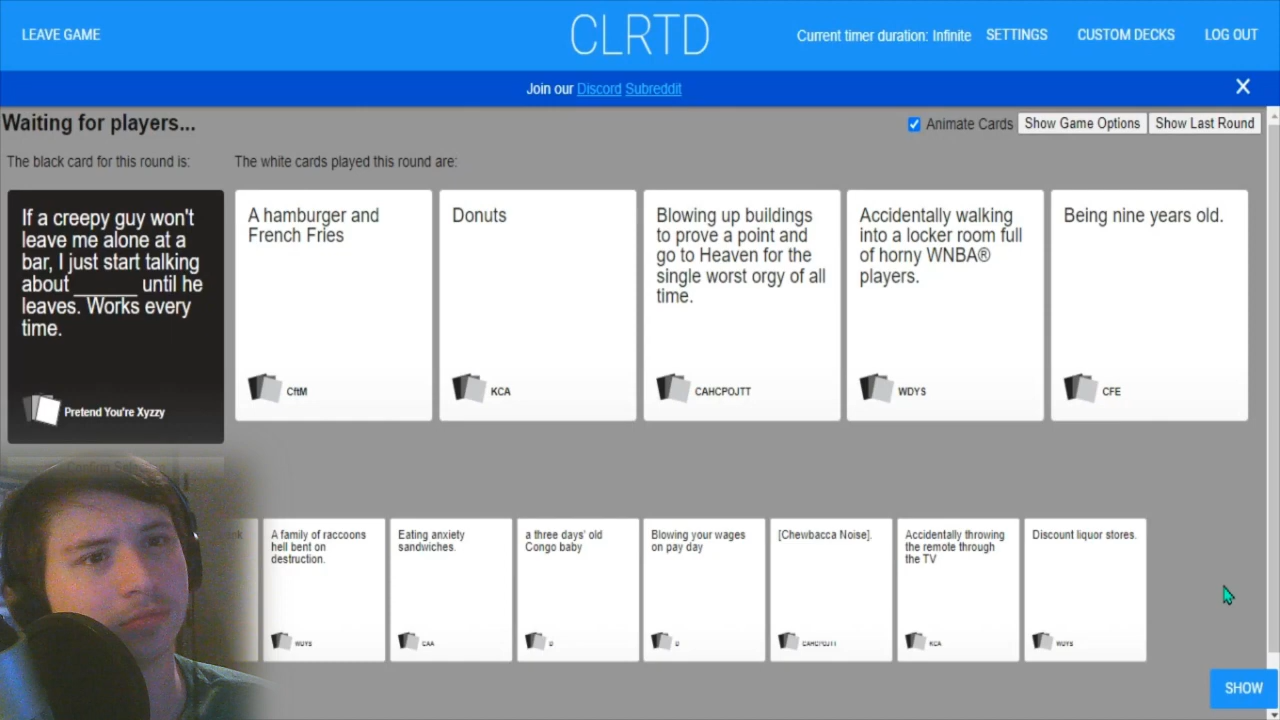 LEAVE GAME
CLRTD
Current timer duration: Infinite
SETTINGS
CUSTOM DECKS
LOG OUT
Join our Discord Subreddit
X
Waiting for players...
Animate Cards
Show Game Options
Show Last Round
The black card for this round is:
The white cards played this round are:
If a creepy guy won't
leave me alone at a
bar, I just start talking
about ______ until he
leaves. Works every
time.
Pretend You're Xyzzy
A hamburger and
French Fries
CftM
Donuts
KCA
Blowing up buildings
to prove a point and
go to Heaven for the
single worst orgy of all
time.
CAHCPOJTT
Accidentally walking
into a locker room full
of horny WNBA®
players.
WDYS
Being nine years old.
CFE
A family of raccoons
hell bent on
destruction.
WDYS
Eating anxiety
sandwiches.
CAA
a three days' old
Congo baby
D
Blowing your wages
on pay day
D
[Chewbacca Noise].
CAHCPOJTT
Accidentally throwing
the remote through
the TV
KCA
Discount liquor stores.
WDYS
SHOW